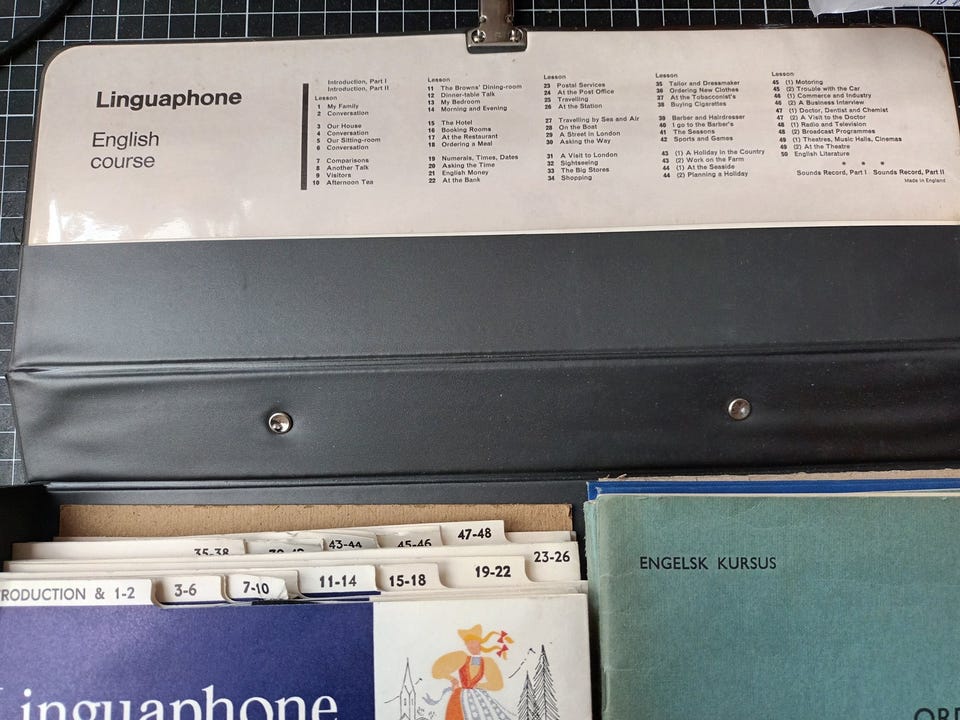 Linguaphone
English
course
Introduction, Part I
Introduction, Part II
Lesson
1 My Family
2 Conversation
3 Our House
4 Conversation
5 Our Sitting-room
6 Conversation
7 Comparisons
8 Another Talk
9 Visitors
10 Afternoon Tea
Lesson
11 The Browns' Dining-room
12 Dinner-table Talk
13 My Bedroom
14 Morning and Evening
15 The Hotel
16 Booking Rooms
17 At the Restaurant
18 Ordering a Meal
19 Numerals, Times, Dates
20 Asking the Time
21 English Money
22 At the Bank
Lesson
23 Postal Services
24 At the Post Office
25 Travelling
26 At the Station
27 Travelling by Sea and Air
28 On the Boat
29 A Street in London
30 Asking the Way
31 A Visit to London
32 Sightseeing
33 The Big Stores
34 Shopping
Lesson
35 Tailor and Dressmaker
36 Ordering New Clothes
37 At the Tobacconist's
38 Buying Cigarettes
39 Barber and Hairdresser
40 I go to the Barber's
41 The Seasons
42 Sports and Games
43 (1) A Holiday in the Country
43 (2) Work on the Farm
44 (1) At the Seaside
44 (2) Planning a Holiday
Lesson
45 (1) Motoring
45 (2) Trouble with the Car
46 (1) Commerce and Industry
46 (2) A Business Interview
47 (1) Doctor, Dentist and Chemist
47 (2) A Visit to the Doctor
48 (1) Radio and Television
48 (2) Broadcast Programmes
49 (1) Theatres, Music Halls, Cinemas
49 (2) At the Theatre
50 English Literature
* * *
Sounds Record, Part I Sounds Record, Part II
Made in England
47-48
35-38 43-44 45-46
23-26
RODUCTION & 1-2 3-6 7-10 11-14 15-18 19-22
Linguaphone
ENGELSK KURSUS